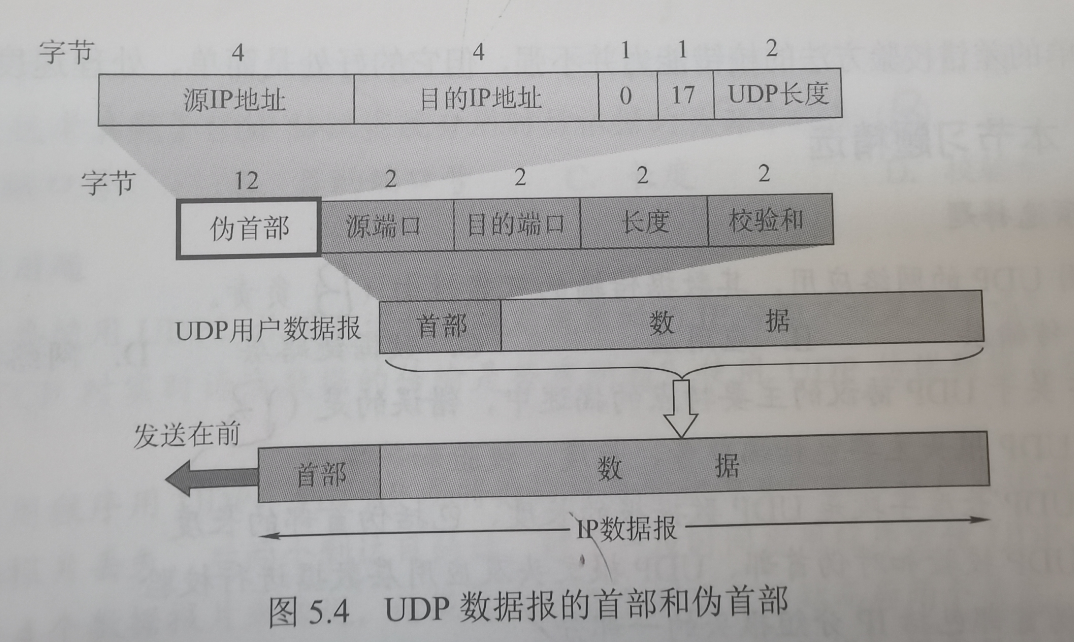 字节 4 4 1 1 2
源IP地址 目的IP地址 0 17 UDP长度
字节 12 2 2 2 2
伪首部 源端口 目的端口 长度 校验和
UDP用户数据报 首部 数 据
发送在前
首部 数 据
IP数据报
图 5.4 UDP 数据报的首部和伪首部